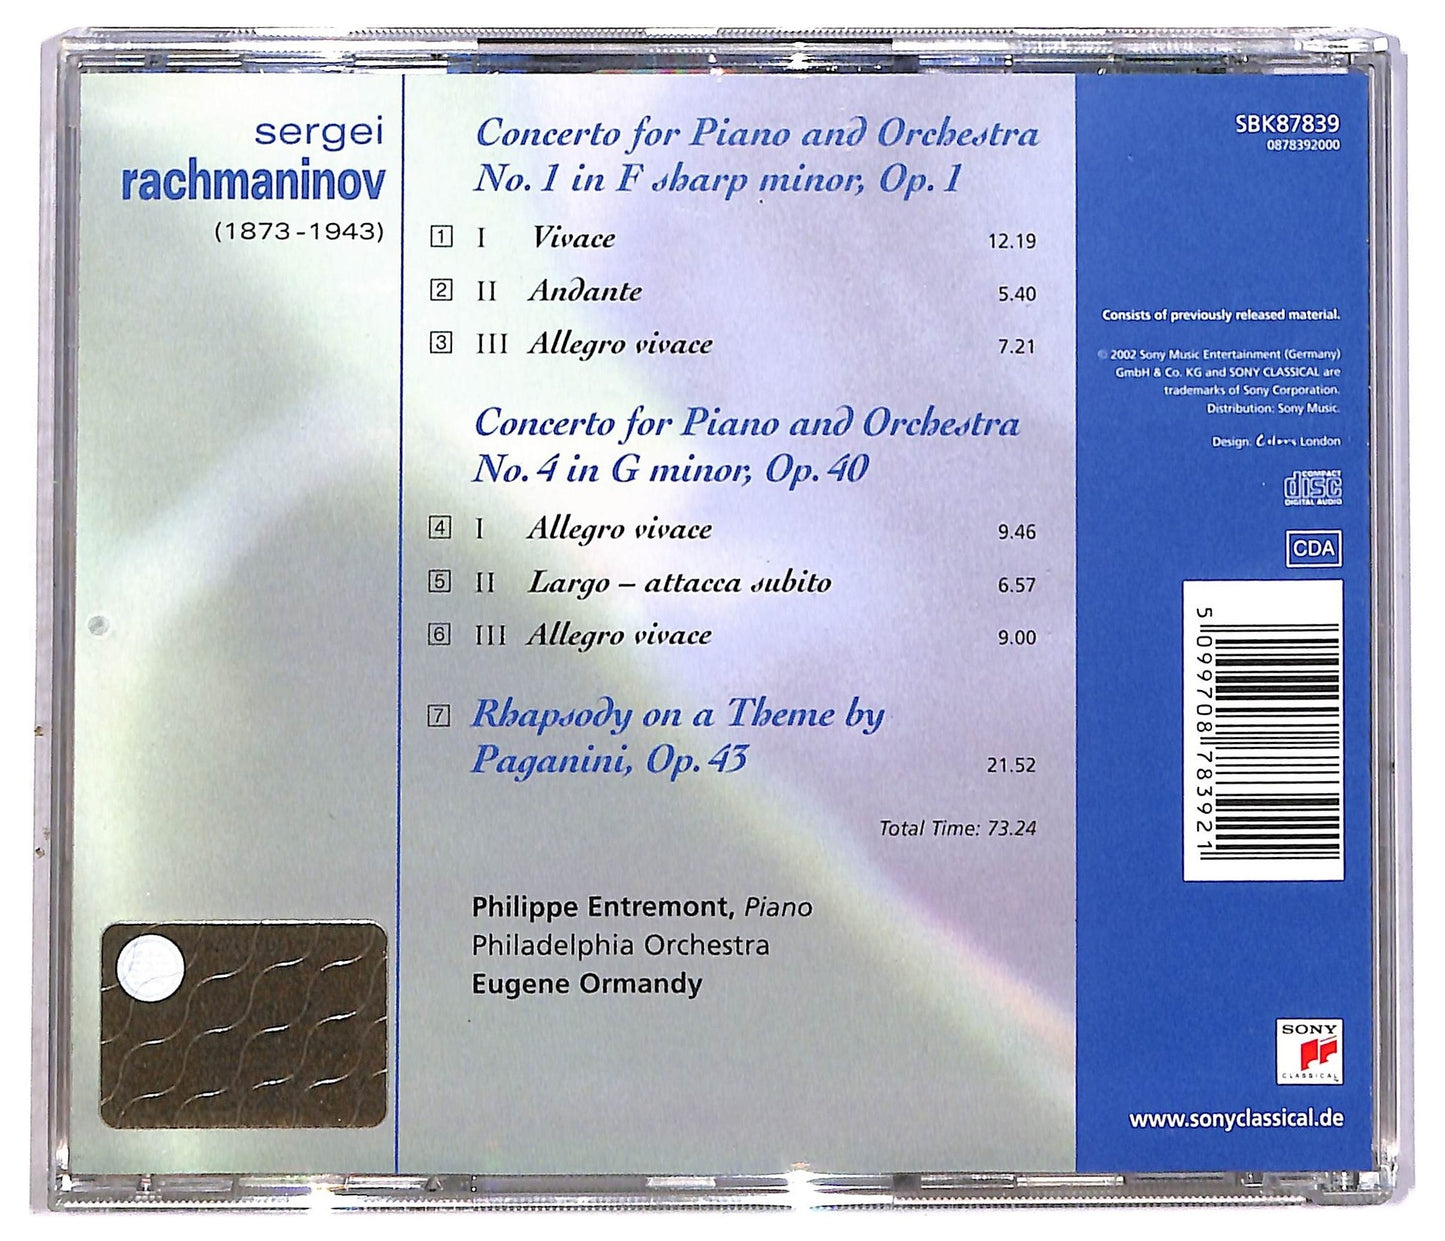 sergei
rachmaninov
(1873-1943)
Concerto for Piano and Orchestra
No. 1 in F sharp minor, Op. 1
1 I Vivace 12.19
2 II Andante 5.40
3 III Allegro vivace 7.21
Concerto for Piano and Orchestra
No. 4 in G minor, Op. 40
4 I Allegro vivace 9.46
5 II Largo – attacca subito 6.57
6 III Allegro vivace 9.00
7 Rhapsody on a Theme by
Paganini, Op. 43 21.52
Total Time: 73.24
Philippe Entremont, Piano
Philadelphia Orchestra
Eugene Ormandy
SBK87839
0878392000
Consists of previously released material.
© 2002 Sony Music Entertainment (Germany)
GmbH & Co. KG and SONY CLASSICAL are
trademarks of Sony Corporation.
Distribution: Sony Music.
Design: Colors London
COMPACT
disc
DIGITAL AUDIO
CDA
5 099708 783921
SONY
CLASSICAL
www.sonyclassical.de